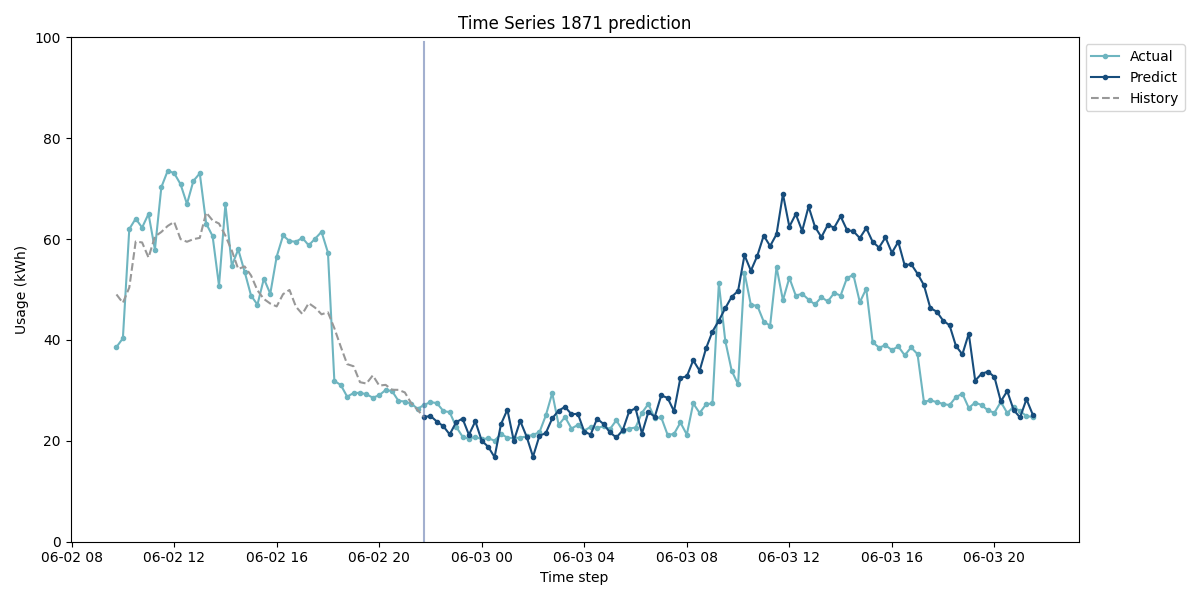 Time Series 1871 prediction
100
80
60
40
20
0
Usage (kWh)
06-02 08
06-02 12
06-02 16
06-02 20
06-03 00
06-03 04
06-03 08
06-03 12
06-03 16
06-03 20
Time step
Actual
Predict
History